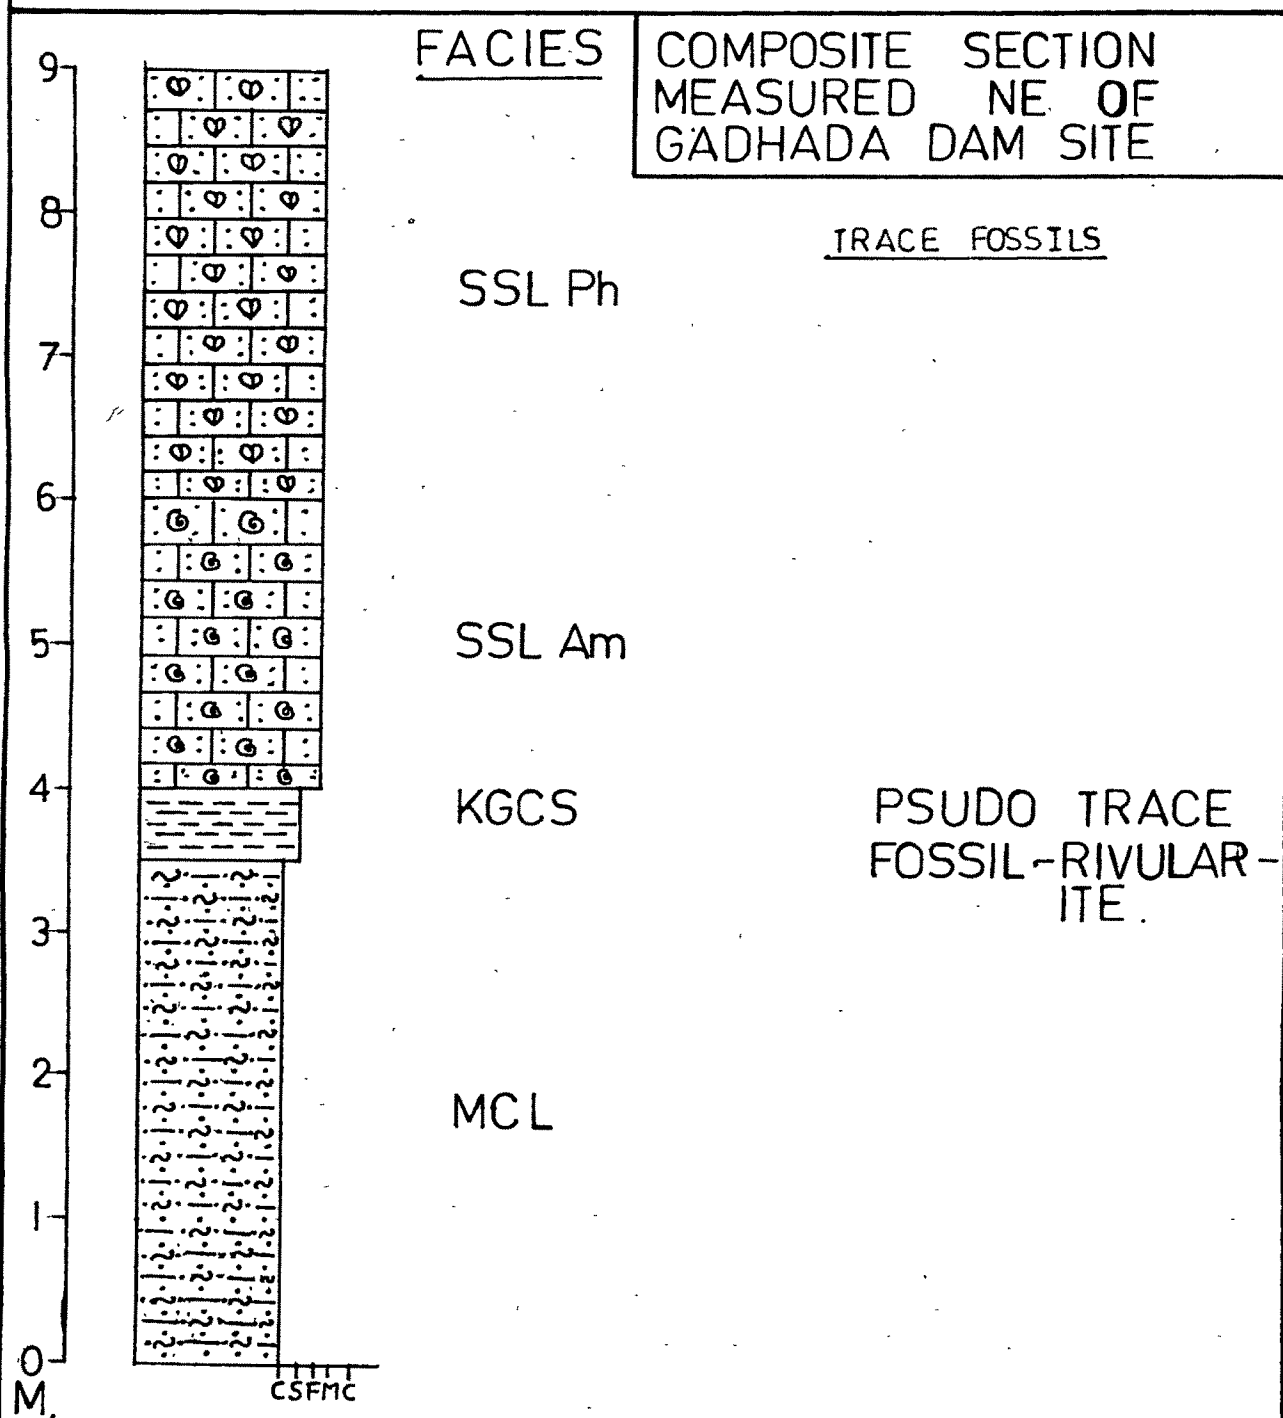 FACIES
COMPOSITE SECTION
MEASURED NE OF
GADHADA DAM SITE
TRACE FOSSILS
9
8
SSL Ph
7
6
5
SSL Am
4
KGCS
PSUDO TRACE
FOSSIL-RIVULAR-
ITE.
3
2
MCL
1
0
M.
CSFMC